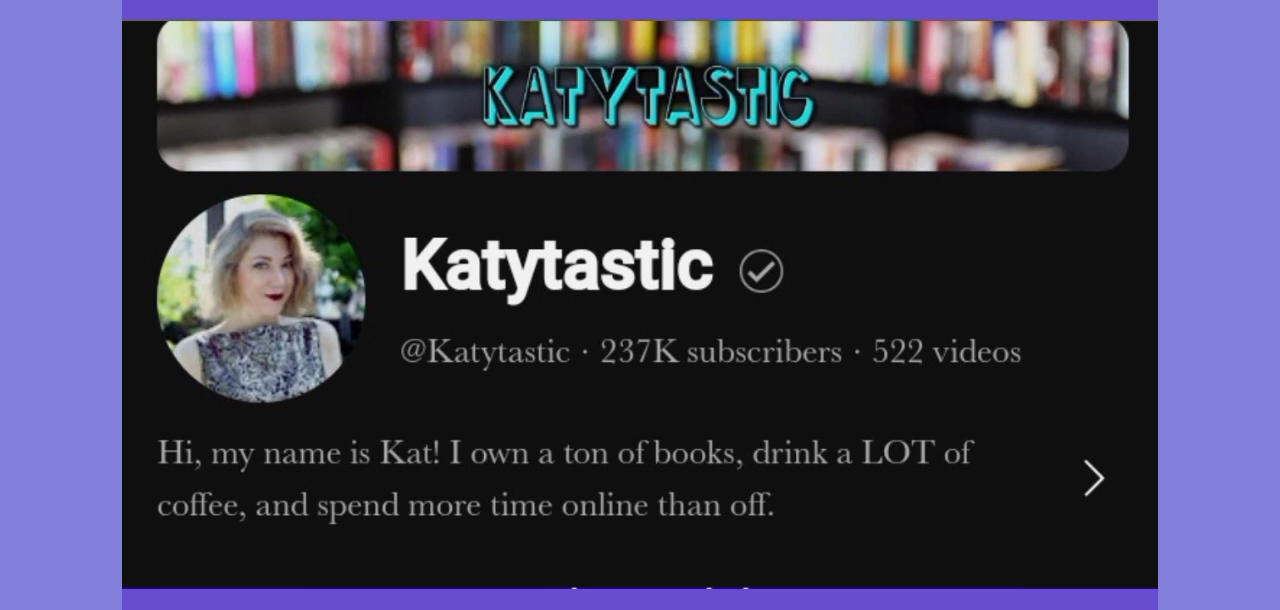 KATYTASTIC
Katytastic
@Katytastic · 237K subscribers · 522 videos
Hi, my name is Kat! I own a ton of books, drink a LOT of
coffee, and spend more time online than off.